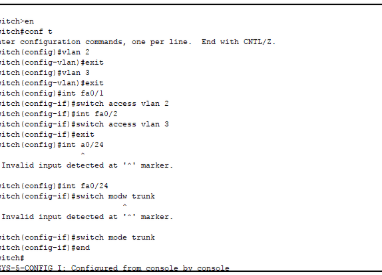 witch>en
witch#conf t
nter configuration commands, one per line. End with CNTL/Z.
witch(config)#vlan 2
witch(config-vlan)#exit
witch(config)#vlan 3
witch(config-vlan)#exit
witch(config)#int fa0/1
witch(config-if)#switch access vlan 2
witch(config-if)#int fa0/2
witch(config-if)#switch access vlan 3
witch(config-if)#exit
witch(config)#int a0/24
^
Invalid input detected at '^' marker.
witch(config)#int fa0/24
witch(config-if)#switch modw trunk
^
Invalid input detected at '^' marker.
witch(config-if)#switch mode trunk
witch(config-if)#end
witch#
SYS-5-CONFIG_I: Configured from console by console